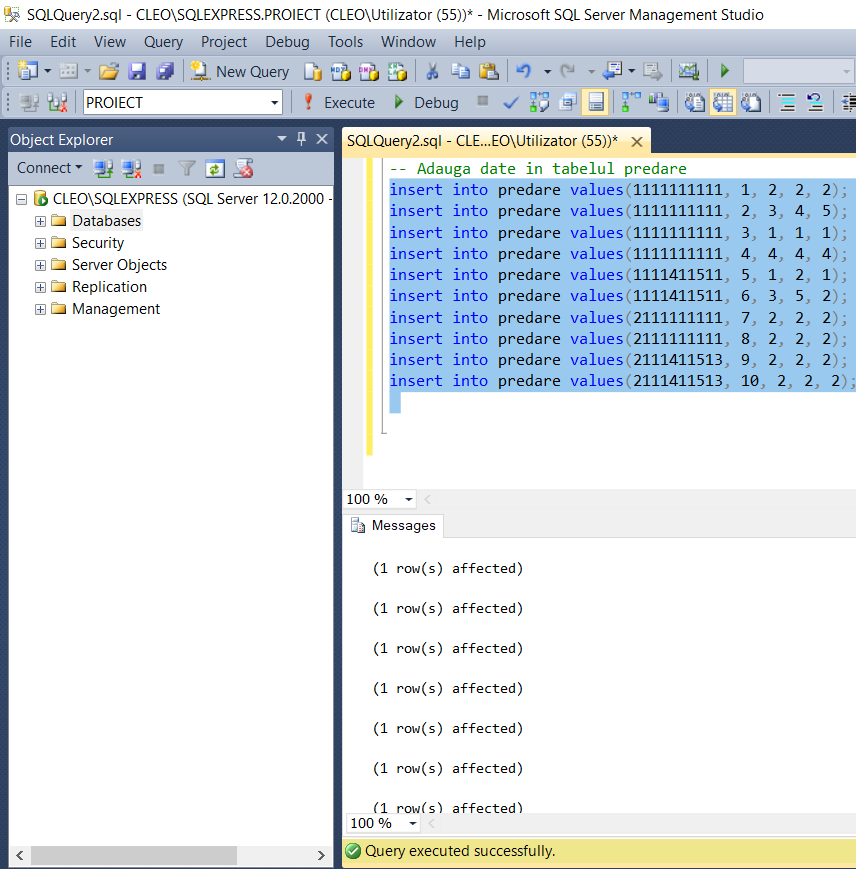 SQLQuery2.sql - CLEO\SQLEXPRESS.PROIECT (CLEO\Utilizator (55))* - Microsoft SQL Server Management Studio
File Edit View Query Project Debug Tools Window Help
New Query
PROIECT Execute Debug
Object Explorer
Connect
CLEO\SQLEXPRESS (SQL Server 12.0.2000 -
Databases
Security
Server Objects
Replication
Management
SQLQuery2.sql - CLE...EO\Utilizator (55))*
-- Adauga date in tabelul predare
insert into predare values(1111111111, 1, 2, 2, 2);
insert into predare values(1111111111, 2, 3, 4, 5);
insert into predare values(1111111111, 3, 1, 1, 1);
insert into predare values(1111111111, 4, 4, 4, 4);
insert into predare values(1111411511, 5, 1, 2, 1);
insert into predare values(1111411511, 6, 3, 5, 2);
insert into predare values(2111111111, 7, 2, 2, 2);
insert into predare values(2111111111, 8, 2, 2, 2);
insert into predare values(2111411513, 9, 2, 2, 2);
insert into predare values(2111411513, 10, 2, 2, 2);
100 %
Messages
(1 row(s) affected)
(1 row(s) affected)
(1 row(s) affected)
(1 row(s) affected)
(1 row(s) affected)
(1 row(s) affected)
(1 row(s) affected)
100 %
Query executed successfully.